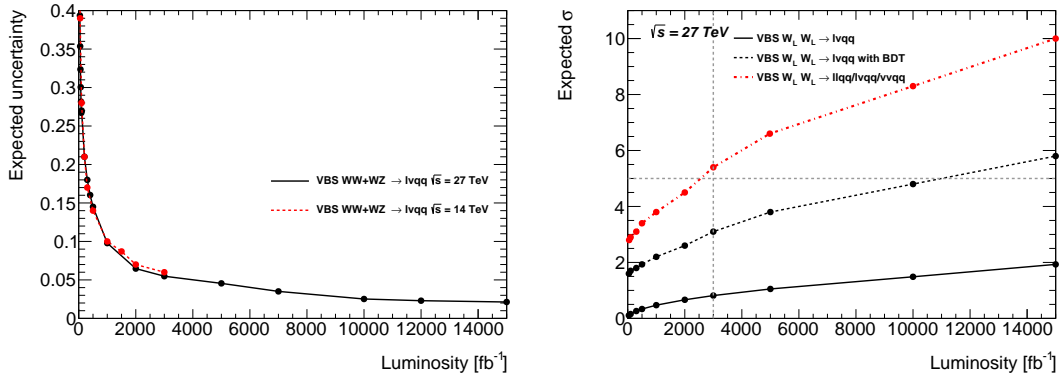 Expected uncertainty
0.4
0.35
0.3
0.25
0.2
0.15
0.1
0.05
0
VBS WW+WZ → lvqq √s = 27 TeV
VBS WW+WZ → lvqq √s = 14 TeV
0 2000 4000 6000 8000 10000 12000 14000
Luminosity [fb⁻¹]
Expected σ
10
8
6
4
2
0
√s = 27 TeV
VBS W_L W_L → lvqq
VBS W_L W_L → lvqq with BDT
VBS W_L W_L → llqq/lvqq/vvqq
0 2000 4000 6000 8000 10000 12000 14000
Luminosity [fb⁻¹]